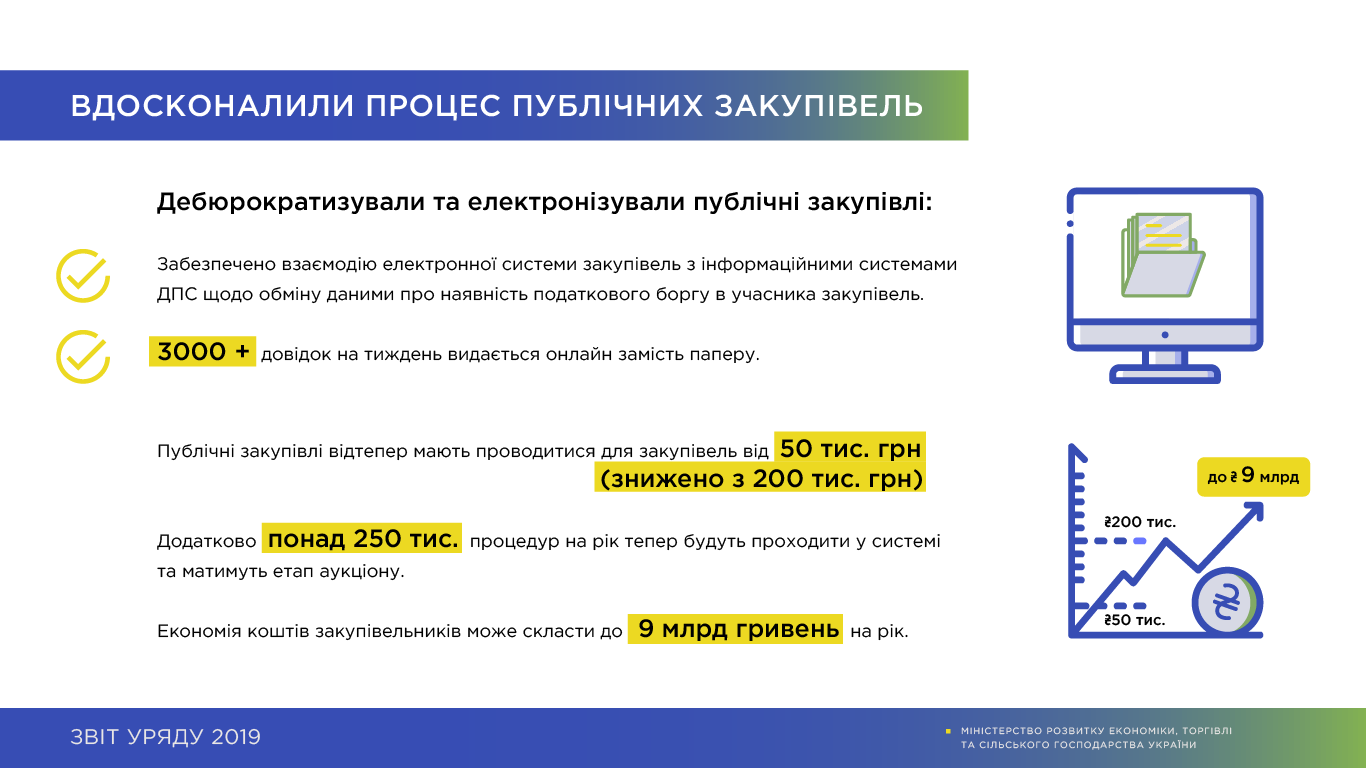 ВДОСКОНАЛИЛИ ПРОЦЕС ПУБЛІЧНИХ ЗАКУПІВЕЛЬ
Дебюрократизували та електронізували публічні закупівлі:
Забезпечено взаємодію електронної системи закупівель з інформаційними системами
ДПС щодо обміну даними про наявність податкового боргу в учасника закупівель.
3000 + довідок на тиждень видається онлайн замість паперу.
Публічні закупівлі відтепер мають проводитися для закупівель від 50 тис. грн
(знижено з 200 тис. грн)
Додатково понад 250 тис. процедур на рік тепер будуть проходити у системі
та матимуть етап аукціону.
Економія коштів закупівельників може скласти до 9 млрд гривень на рік.
до ₴ 9 млрд
₴200 тис.
₴
₴50 тис.
ЗВІТ УРЯДУ 2019
МІНІСТЕРСТВО РОЗВИТКУ ЕКОНОМІКИ, ТОРГІВЛІ
ТА СІЛЬСЬКОГО ГОСПОДАРСТВА УКРАЇНИ